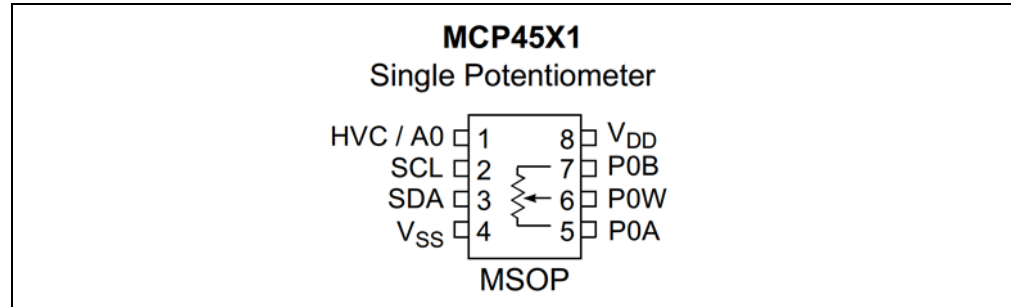 MCP45X1
Single Potentiometer
HVC / A0 1 8 VDD
SCL 2 7 P0B
SDA 3 6 P0W
VSS 4 5 P0A
MSOP